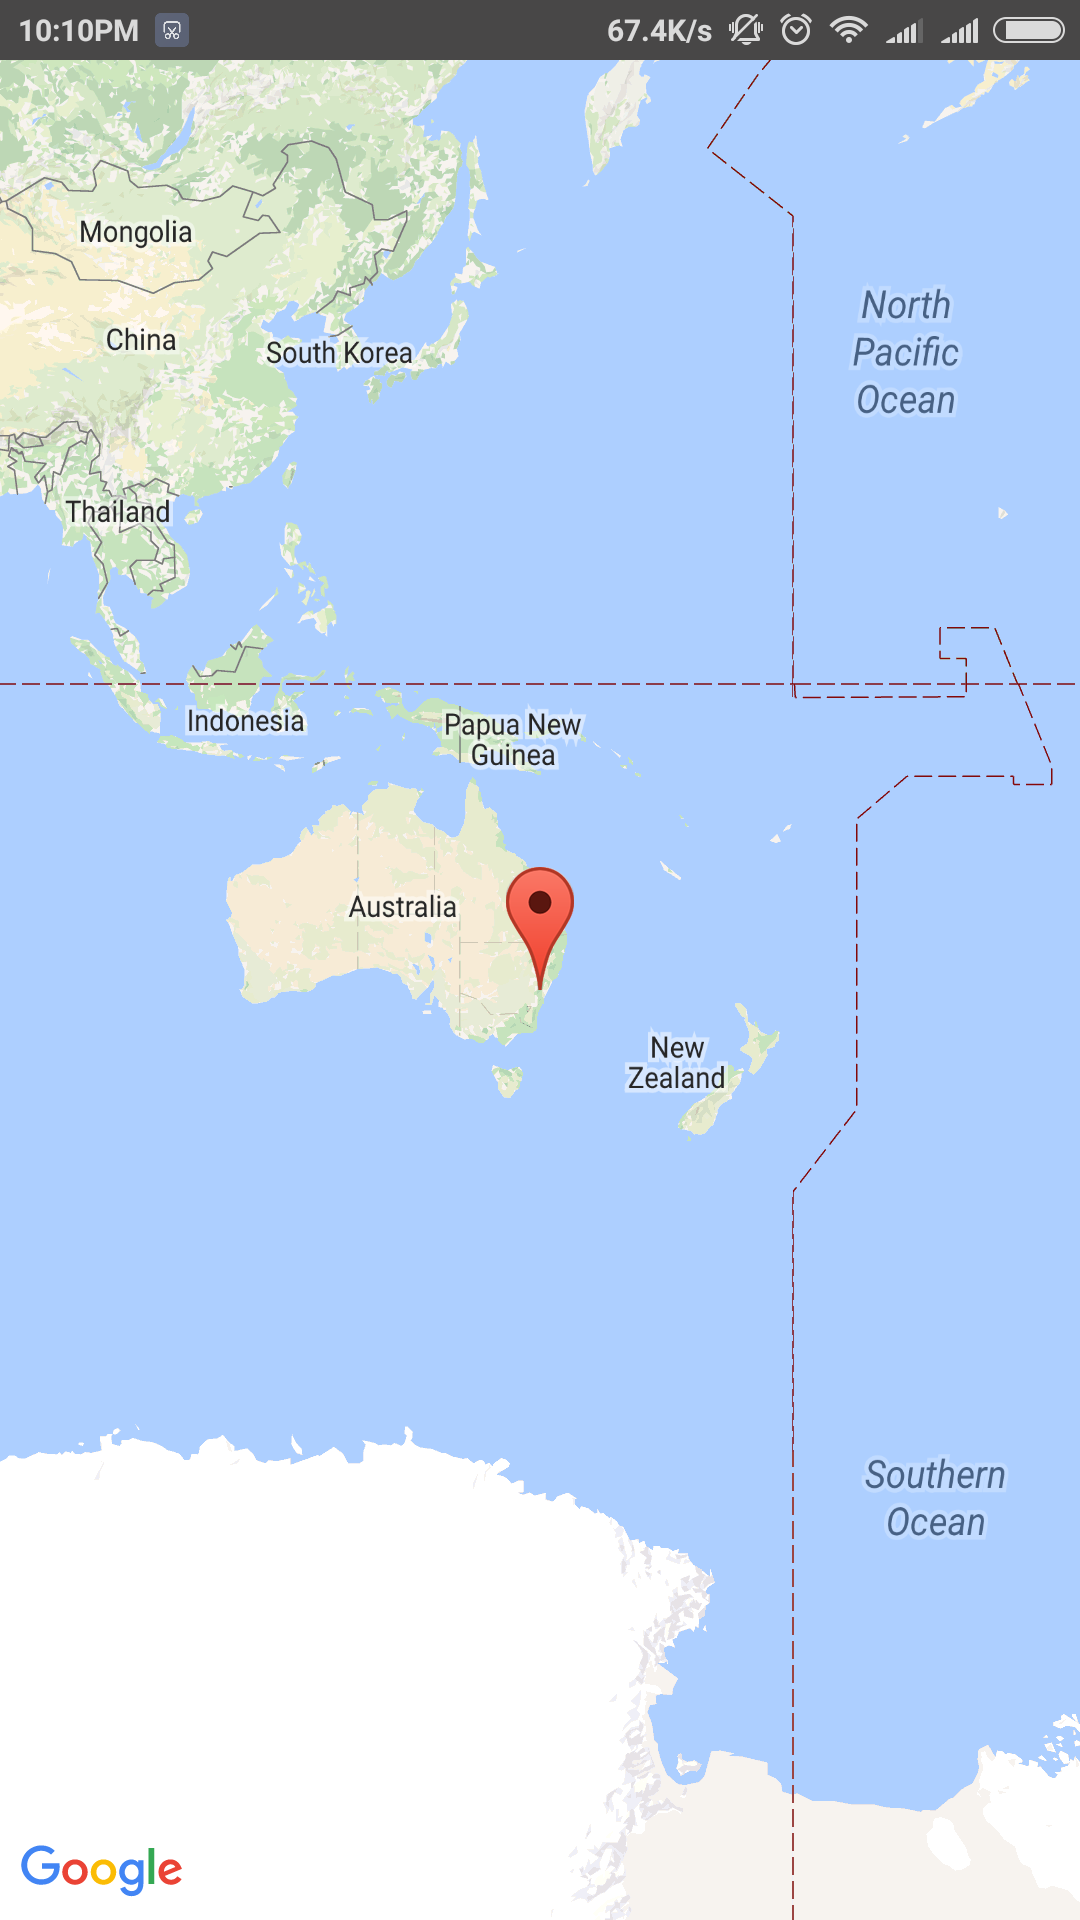 10:10PM
67.4K/s
Mongolia
China
South Korea
North
Pacific
Ocean
Thailand
Indonesia
Papua New
Guinea
Australia
New
Zealand
Southern
Ocean
Google